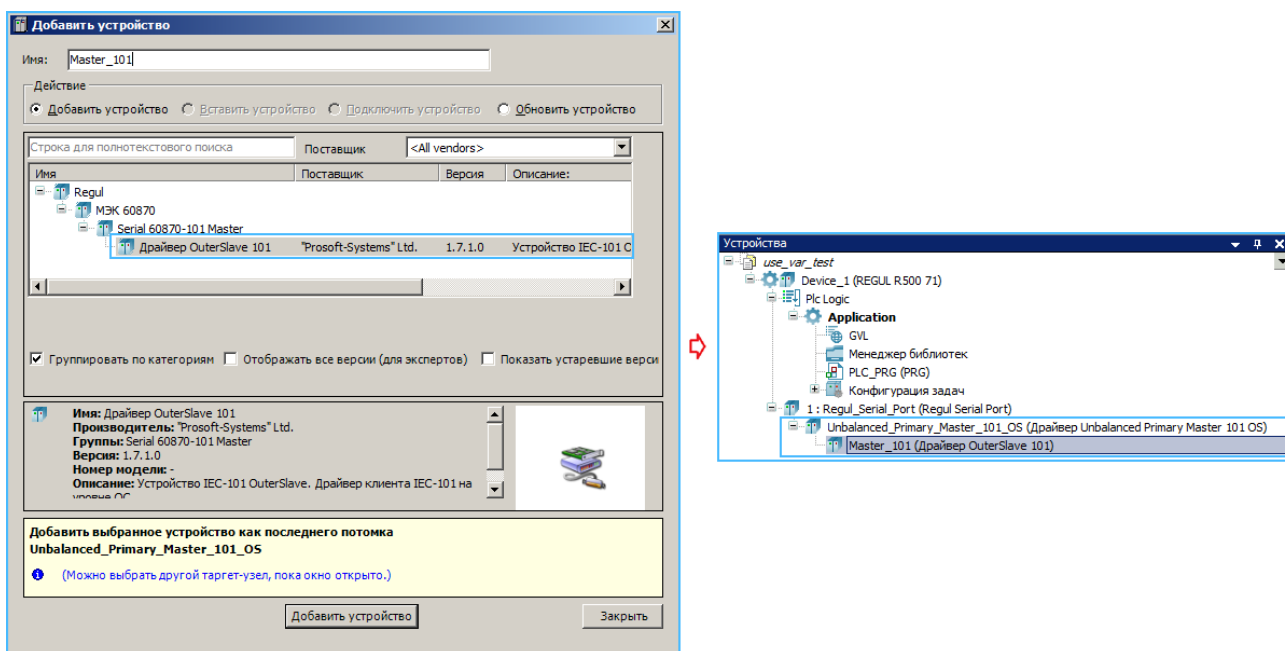 Добавить устройство
Имя: Master_101
Действие
Добавить устройство Вставить устройство Подключить устройство Обновить устройство
Строка для полнотекстового поиска Поставщик <All vendors>
Имя Поставщик Версия Описание:
Regul
МЭК 60870
Serial 60870-101 Master
Драйвер OuterSlave 101 "Prosoft-Systems" Ltd. 1.7.1.0 Устройство IEC-101 O
Группировать по категориям Отображать все версии (для экспертов) Показать устаревшие верси
Имя: Драйвер OuterSlave 101
Производитель: "Prosoft-Systems" Ltd.
Группы: Serial 60870-101 Master
Версия: 1.7.1.0
Номер модели: -
Описание: Устройство IEC-101 OuterSlave. Драйвер клиента IEC-101 на
уровне ОС
Добавить выбранное устройство как последнего потомка
Unbalanced_Primary_Master_101_OS
(Можно выбрать другой таргет-узел, пока окно открыто.)
Добавить устройство Закрыть
Устройства
use_var_test
Device_1 (REGUL R500 71)
Plc Logic
Application
GVL
Менеджер библиотек
PLC_PRG (PRG)
Конфигурация задач
1 : Regul_Serial_Port (Regul Serial Port)
Unbalanced_Primary_Master_101_OS (Драйвер Unbalanced Primary Master 101 OS)
Master_101 (Драйвер OuterSlave 101)